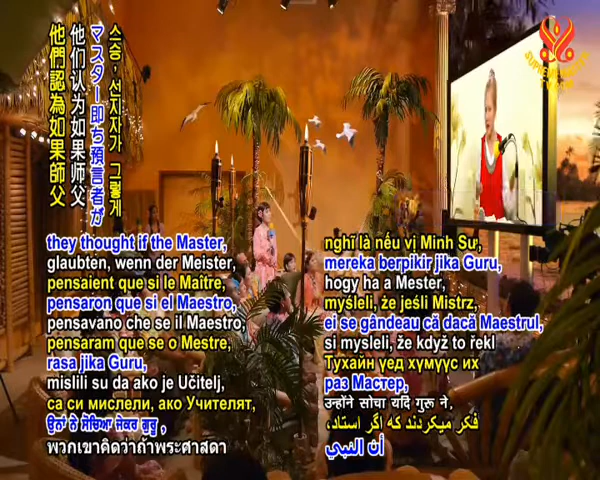 스승, 선지자가 그렇게
マスター即ち預言者が
他们认为如果师父
他們認為如果師父
they thought if the Master,
glaubten, wenn der Meister,
pensaient que si le Maître,
pensaron que si el Maestro,
pensavano che se il Maestro,
pensaram que se o Mestre,
rasa jika Guru,
mislili su da ako je Učitelj,
са си мислели, ако Учителят,
ਉਨਾਂ ਨੇ ਸੋਚਿਆ ਜੇਕਰ ਗੁਰੂ ,
พวกเขาคิดว่าถ้าพระศาสดา
nghĩ là nếu vị Minh Sư,
mereka berpikir jika Guru,
hogy ha a Mester,
myśleli, że jeśli Mistrz,
ei se gândeau că dacă Maestrul,
si mysleli, že když to řekl
Тухайн үед хүмүүс их
раз Мастер,
उन्होंने सोचा यदि गुरू ने,
فکر میکردند که اگر استاد،
أن النبي